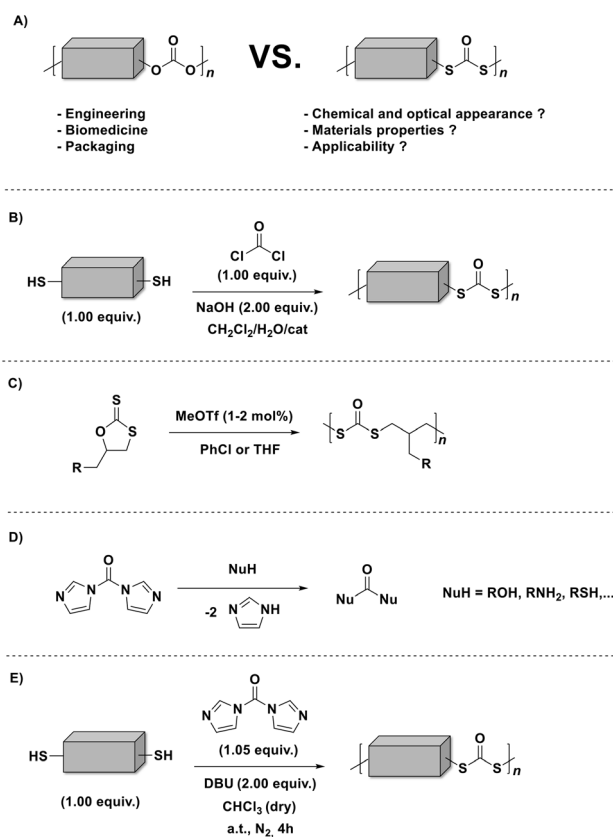 A)
O
O O n
VS.
O
S S n
- Engineering
- Biomedicine
- Packaging
- Chemical and optical appearance ?
- Materials properties ?
- Applicability ?
B)
HS SH
(1.00 equiv.)
O
Cl Cl
(1.00 equiv.)
NaOH (2.00 equiv.)
CH₂Cl₂/H₂O/cat
O
S S n
C)
S
O S
R
MeOTf (1-2 mol%)
PhCl or THF
O
S S n
R
D)
O
N N N N
NuH
-2 N NH
O
Nu Nu
NuH = ROH, RNH₂, RSH,...
E)
HS SH
(1.00 equiv.)
O
N N N N
(1.05 equiv.)
DBU (2.00 equiv.)
CHCl₃ (dry)
a.t., N₂, 4h
O
S S n